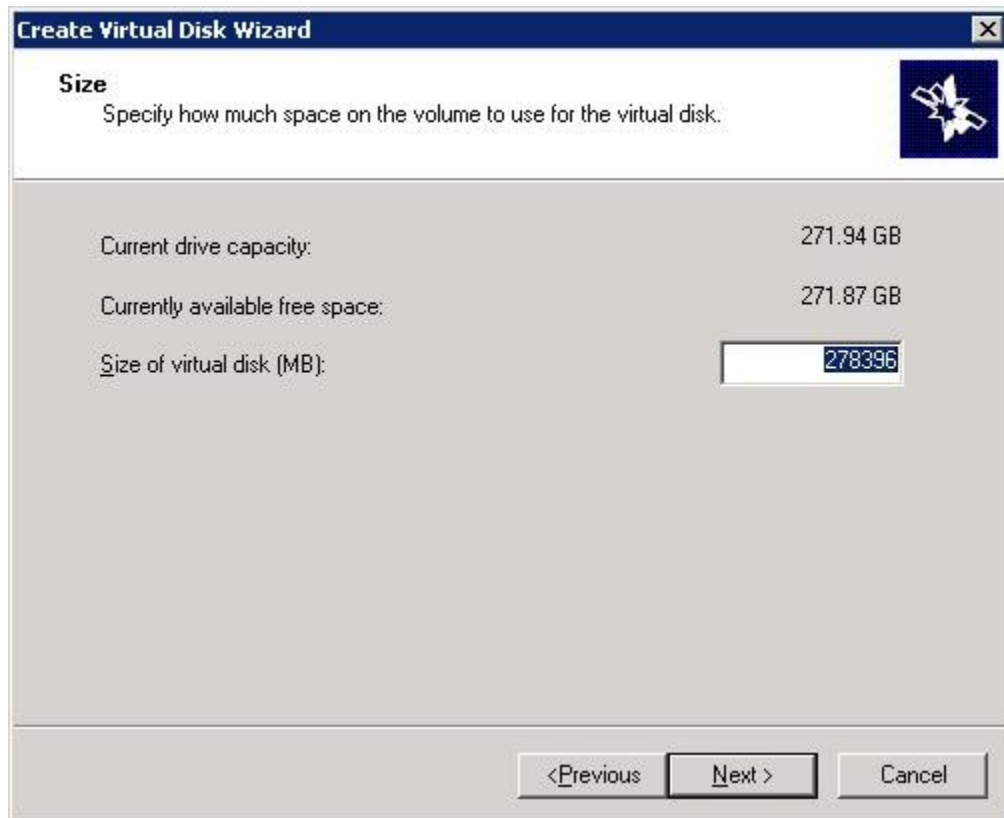 Create Virtual Disk Wizard
Size
Specify how much space on the volume to use for the virtual disk.
Current drive capacity: 271.94 GB
Currently available free space: 271.87 GB
Size of virtual disk (MB): 278396
<Previous Next > Cancel